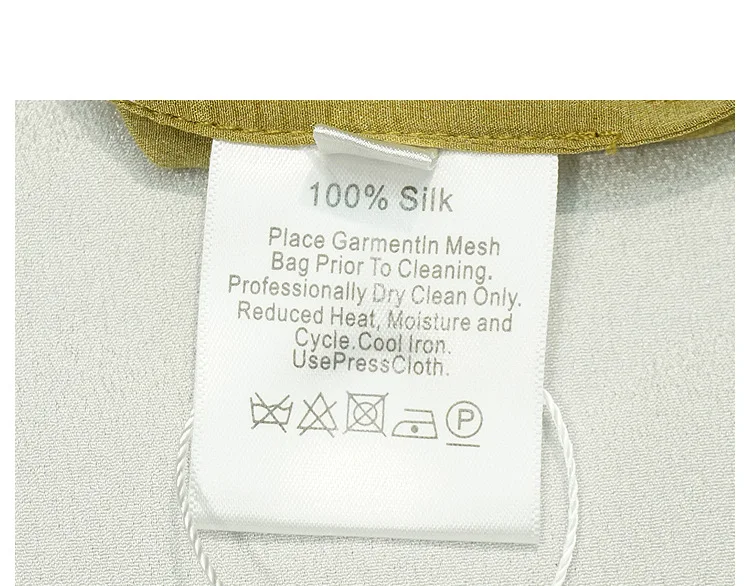 100% Silk
Place GarmentIn Mesh
Bag Prior To Cleaning.
Professionally Dry Clean Only.
Reduced Heat, Moisture and
Cycle.Cool Iron.
UsePressCloth.
P